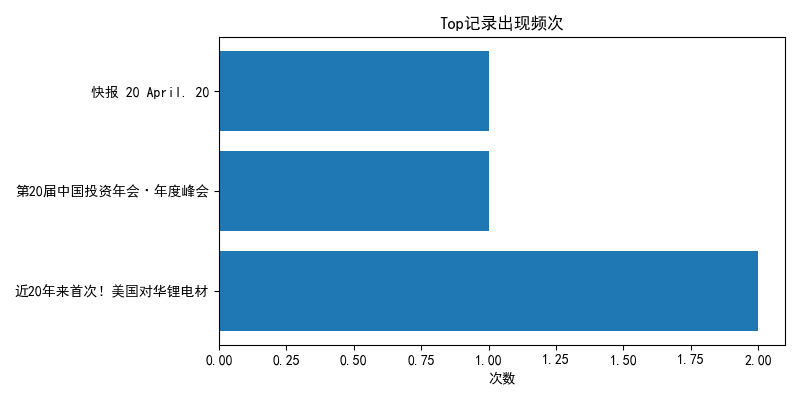 Top记录出现频次
快报 20 April. 20
第20届中国投资年会·年度峰会
近20年来首次！美国对华锂电材
0.00 0.25 0.50 0.75 1.00 1.25 1.50 1.75 2.00
次数